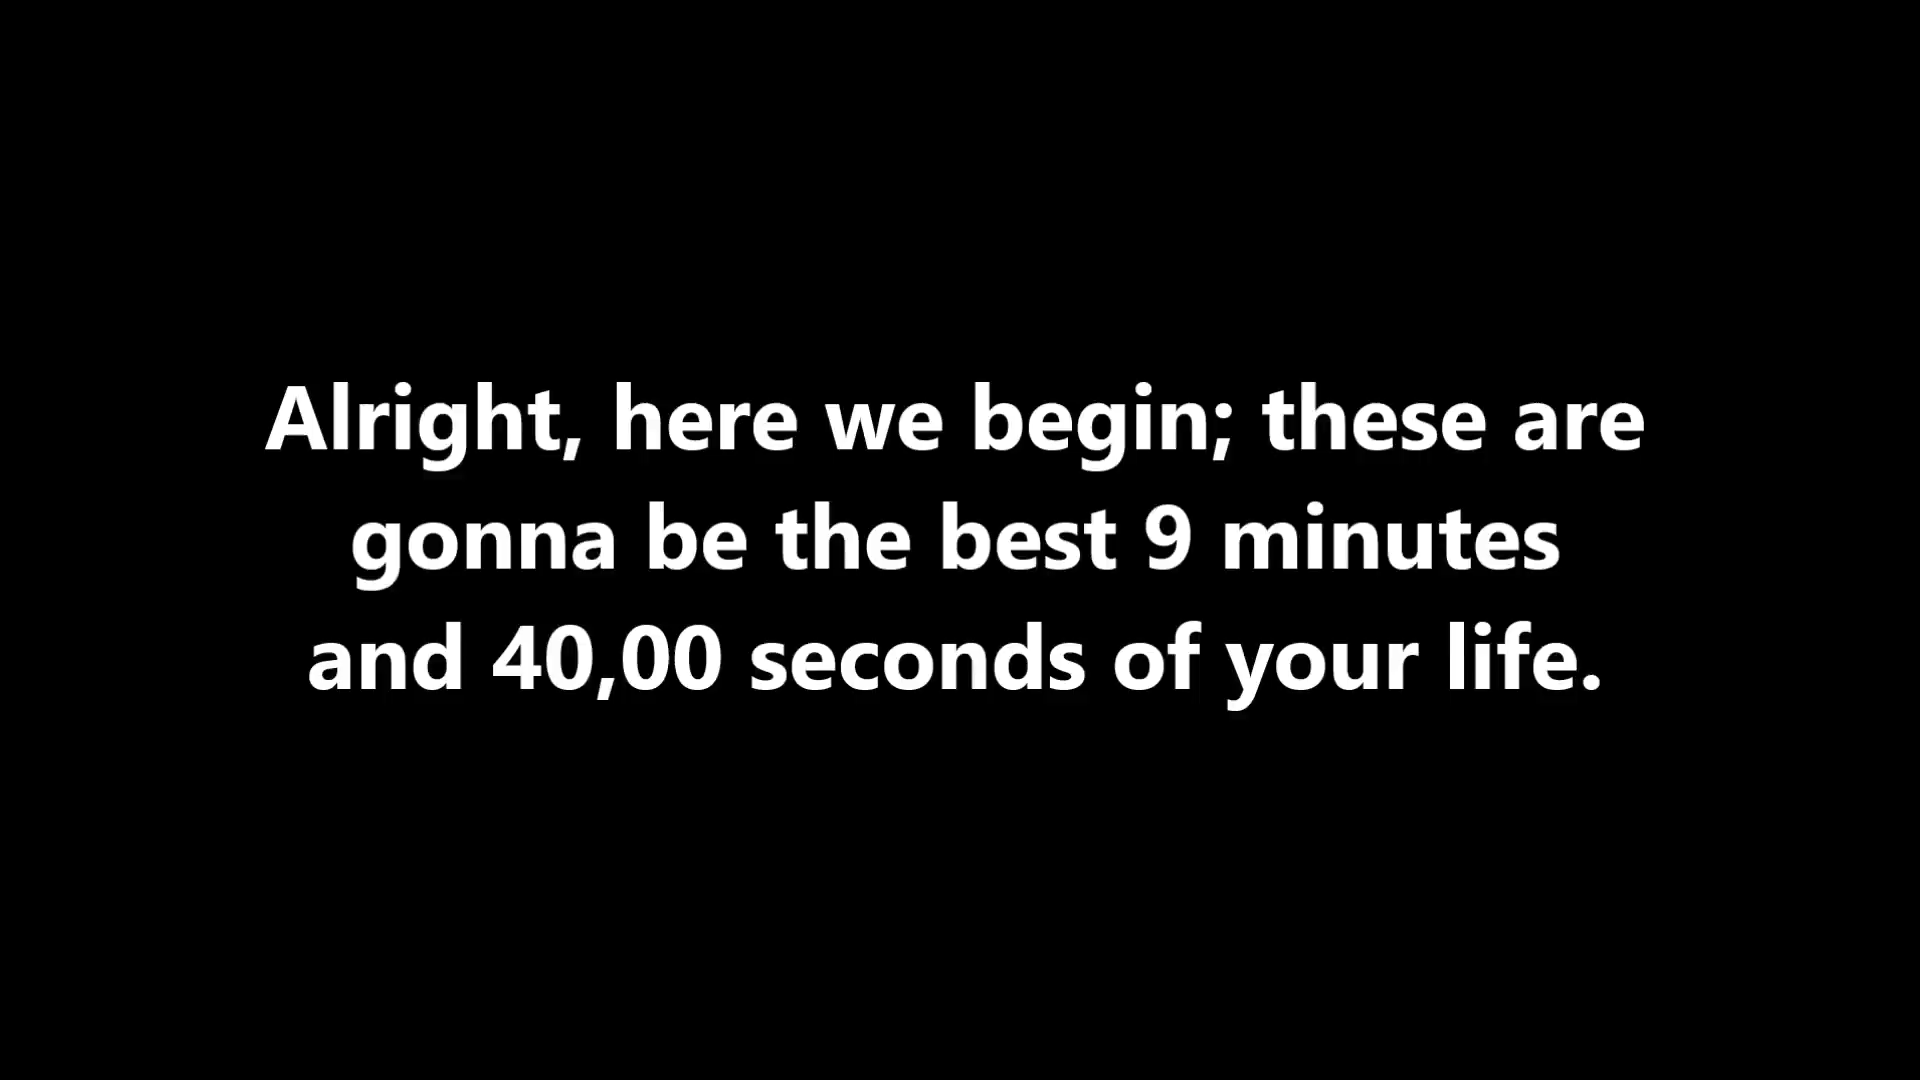 Alright, here we begin; these are
gonna be the best 9 minutes
and 40,00 seconds of your life.